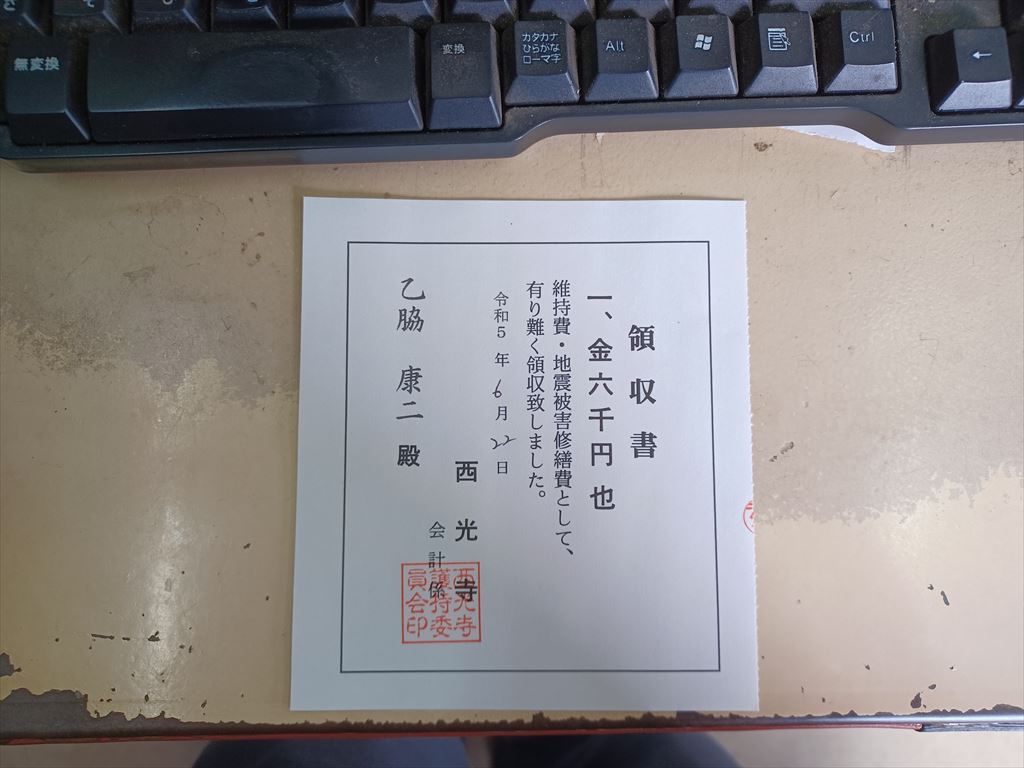 無変換
変換
カタカナ
ひらがな
ローマ字
Alt
Ctrl
←
領収書
一、金六千円也
維持費・地震被害修繕費として、
有り難く領収致しました。
令和5年6月22日
西光寺
会計係
西光寺
護持委
員会印
乙脇 康二 殿